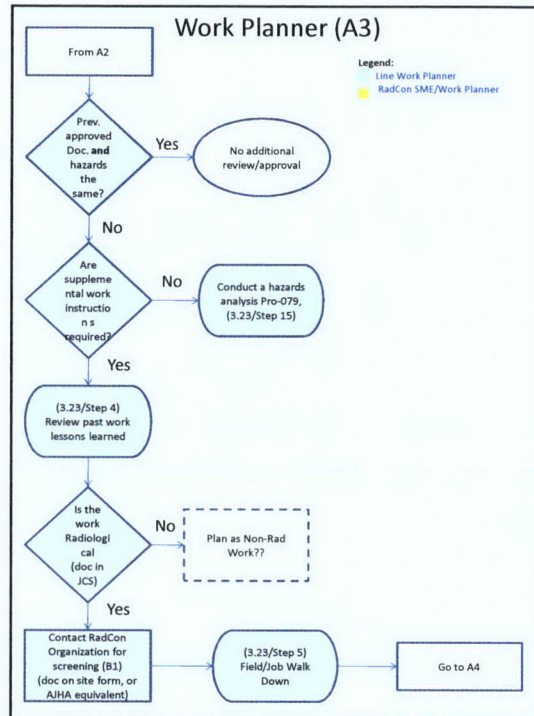 Work Planner (A3)
From A2
Legend:
Line Work Planner
RadCon SME/Work Planner
Prev.
approved
Doc. and
hazards
the
same?
Yes
No additional
review/approval
No
Are
suppleme
ntal work
instructio
n s
required?
No
Conduct a hazards
analysis Pro-079,
(3.23/Step 15)
Yes
(3.23/Step 4)
Review past work
lessons learned
Is the
work
Radiologi
cal
(doc in
JCS)
No
Plan as Non-Rad
Work??
Yes
Contact RadCon
Organization for
screening (B1)
(doc on site form, or
AJHA equivalent)
(3.23/Step 5)
Field/Job Walk
Down
Go to A4